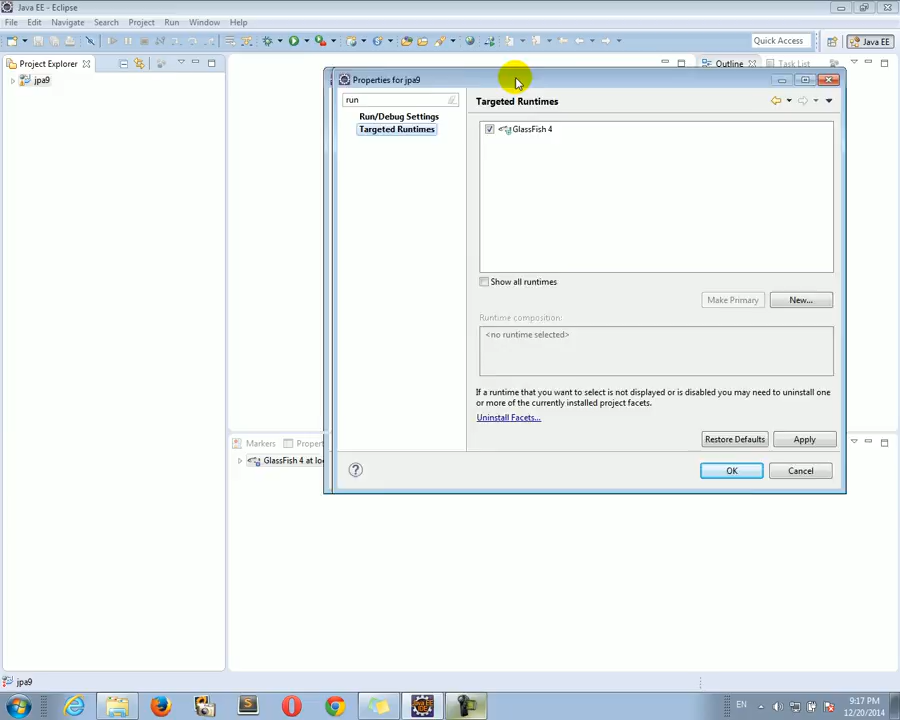 Java EE - Eclipse
File Edit Navigate Search Project Run Window Help
Quick Access
Java EE
Project Explorer
Outline
Task List
jpa9
Properties for jpa9
run
Run/Debug Settings
Targeted Runtimes
Targeted Runtimes
GlassFish 4
Show all runtimes
Make Primary
New...
Runtime composition:
<no runtime selected>
If a runtime that you want to select is not displayed or is disabled you may need to uninstall one
or more of the currently installed project facets.
Uninstall Facets...
Restore Defaults
Apply
OK
Cancel
Markers
Propert
GlassFish 4 at lo
jpa9
EN
9:17 PM
12/20/2014